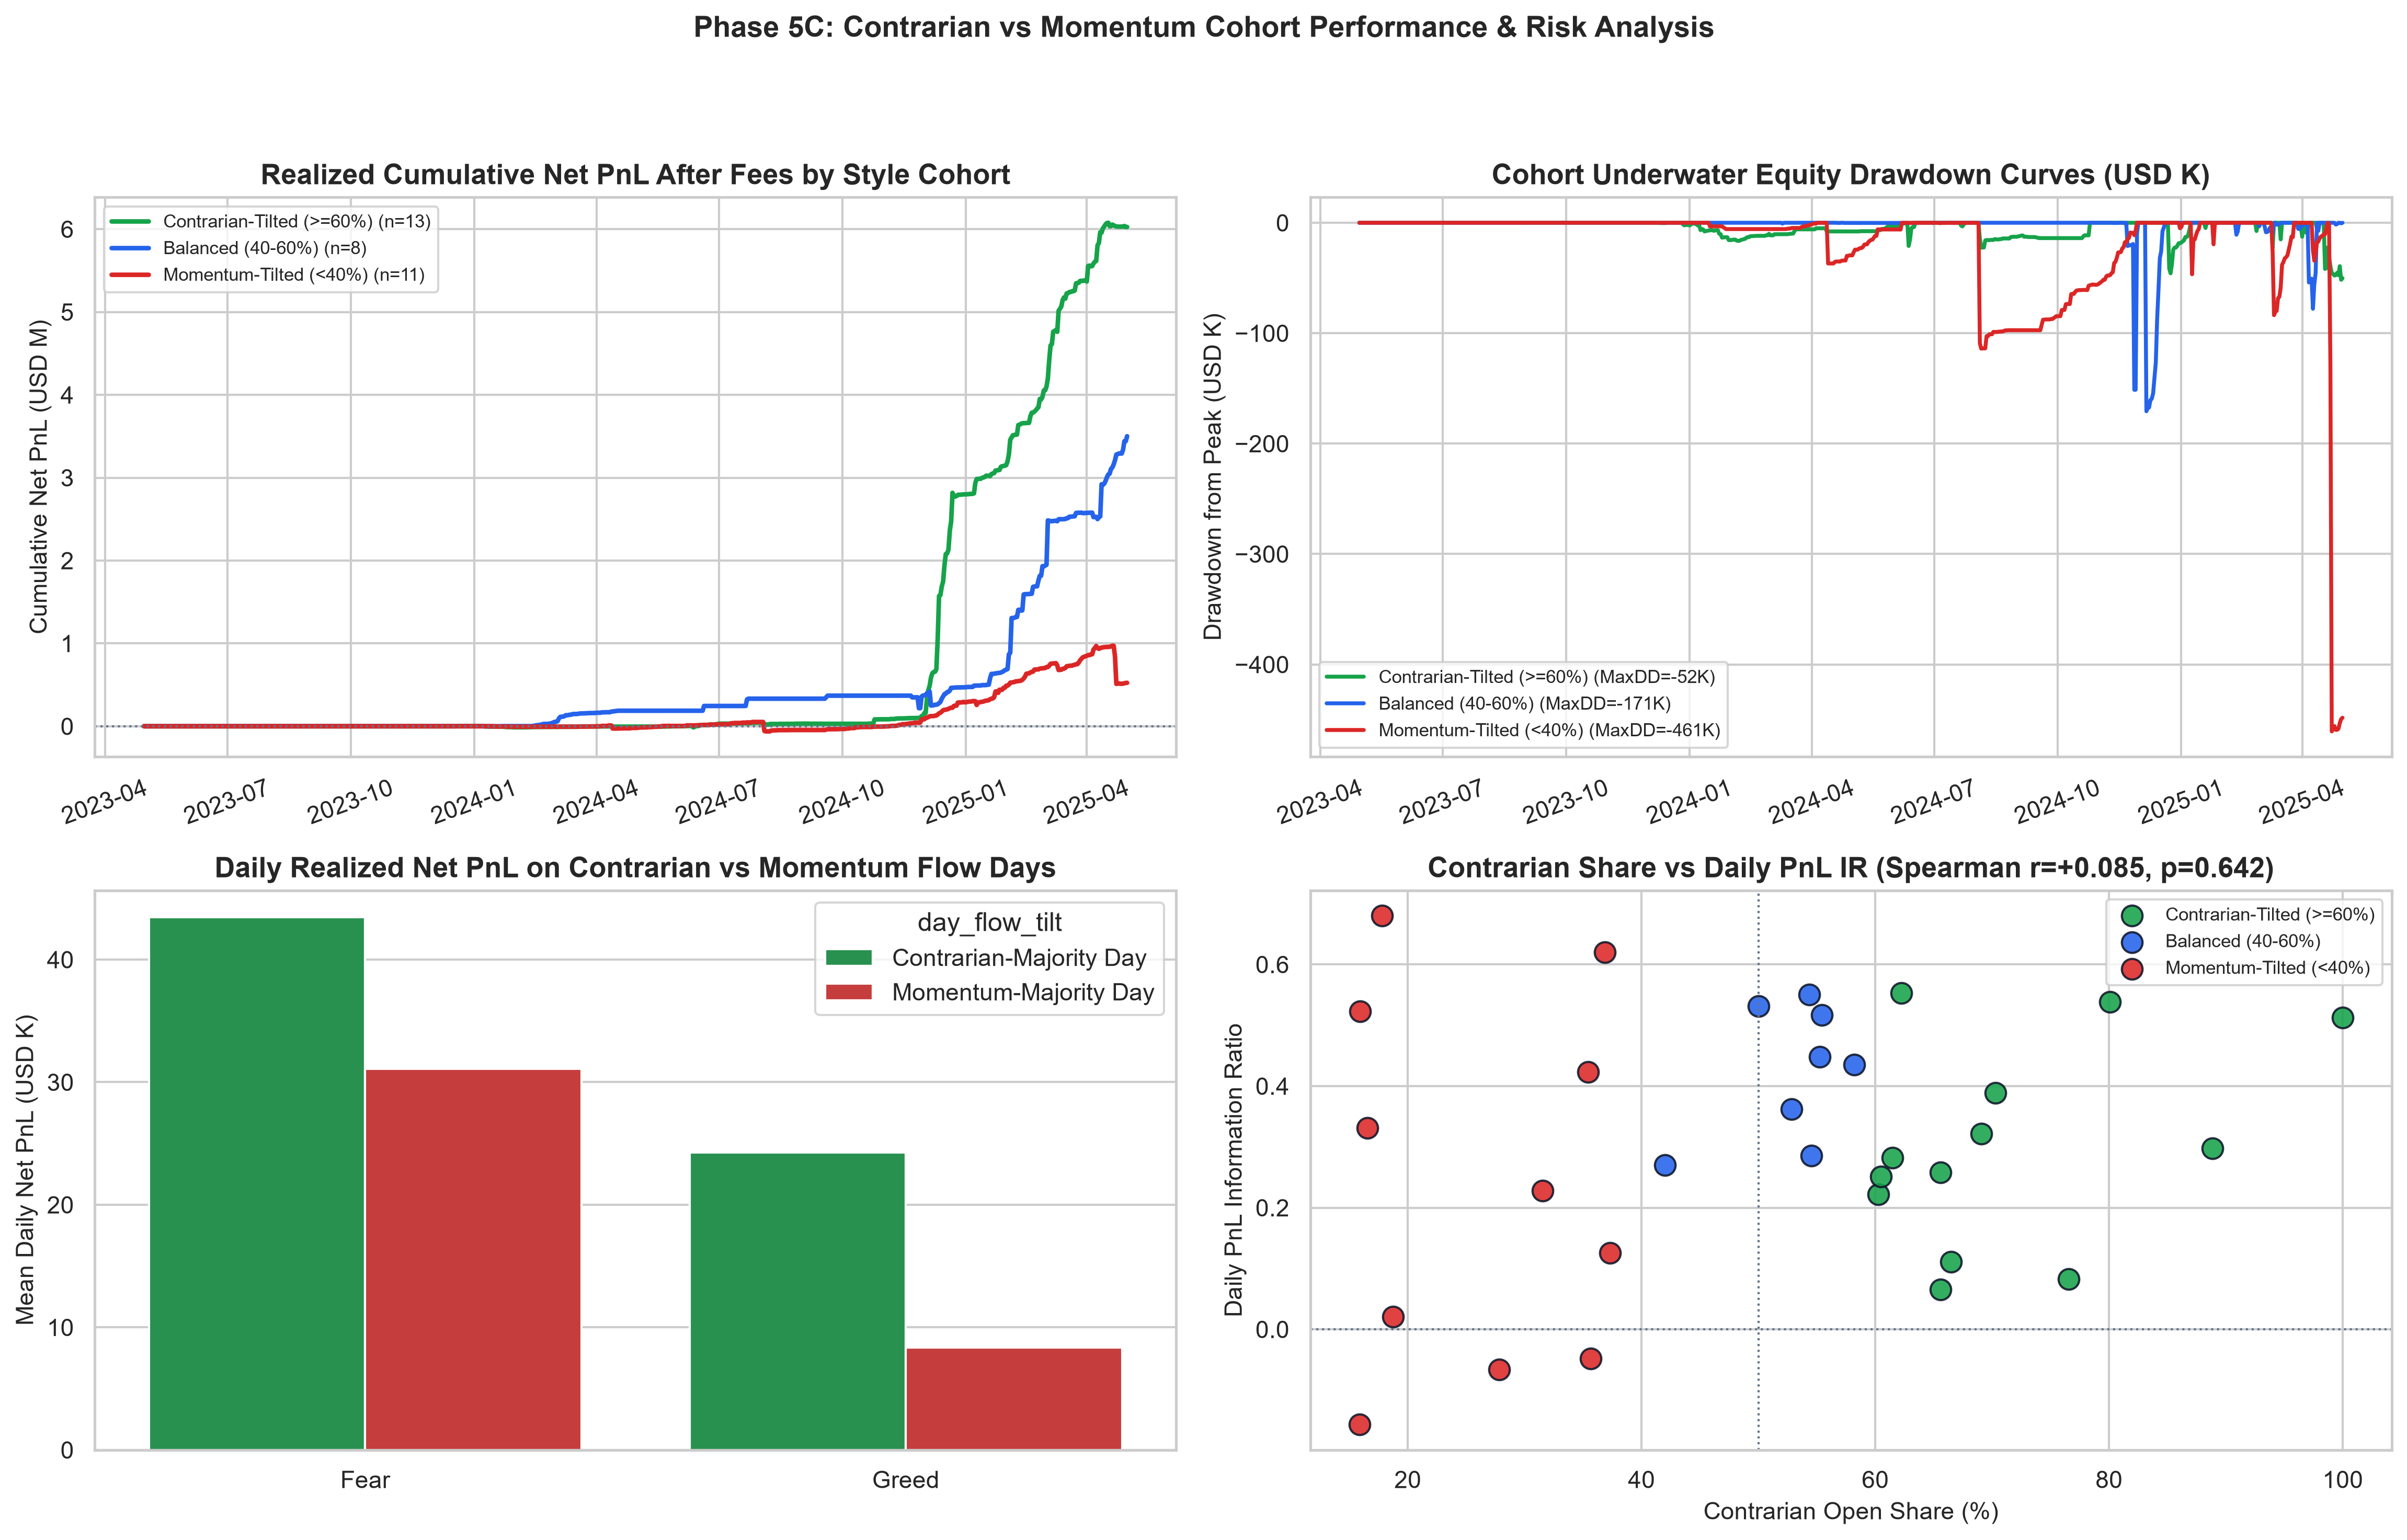 Phase 5C: Contrarian vs Momentum Cohort Performance & Risk Analysis
Realized Cumulative Net PnL After Fees by Style Cohort
Contrarian-Tilted (>=60%) (n=13)
Balanced (40-60%) (n=8)
Momentum-Tilted (<40%) (n=11)
Cumulative Net PnL (USD M)
6
5
4
3
2
1
0
2023-04
2023-07
2023-10
2024-01
2024-04
2024-07
2024-10
2025-01
2025-04
Cohort Underwater Equity Drawdown Curves (USD K)
Drawdown from Peak (USD K)
0
−100
−200
−300
−400
Contrarian-Tilted (>=60%) (MaxDD=-52K)
Balanced (40-60%) (MaxDD=-171K)
Momentum-Tilted (<40%) (MaxDD=-461K)
2023-04
2023-07
2023-10
2024-01
2024-04
2024-07
2024-10
2025-01
2025-04
Daily Realized Net PnL on Contrarian vs Momentum Flow Days
day_flow_tilt
Contrarian-Majority Day
Momentum-Majority Day
Mean Daily Net PnL (USD K)
40
30
20
10
0
Fear
Greed
Contrarian Share vs Daily PnL IR (Spearman r=+0.085, p=0.642)
Contrarian-Tilted (>=60%)
Balanced (40-60%)
Momentum-Tilted (<40%)
Daily PnL Information Ratio
0.6
0.4
0.2
0.0
20
40
60
80
100
Contrarian Open Share (%)